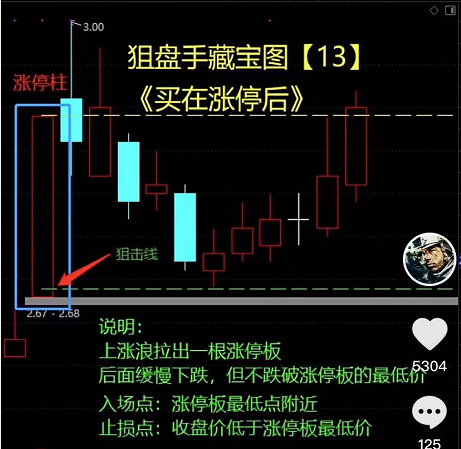 3.00
狙盘手藏宝图【13】
涨停柱
《买在涨停后》
狙击线
2.67 - 2.68
说明：
上涨浪拉出一根涨停板
后面缓慢下跌，但不跌破涨停板的最低价
5304
入场点：涨停板最低点附近
止损点：收盘价低于涨停板最低价
125